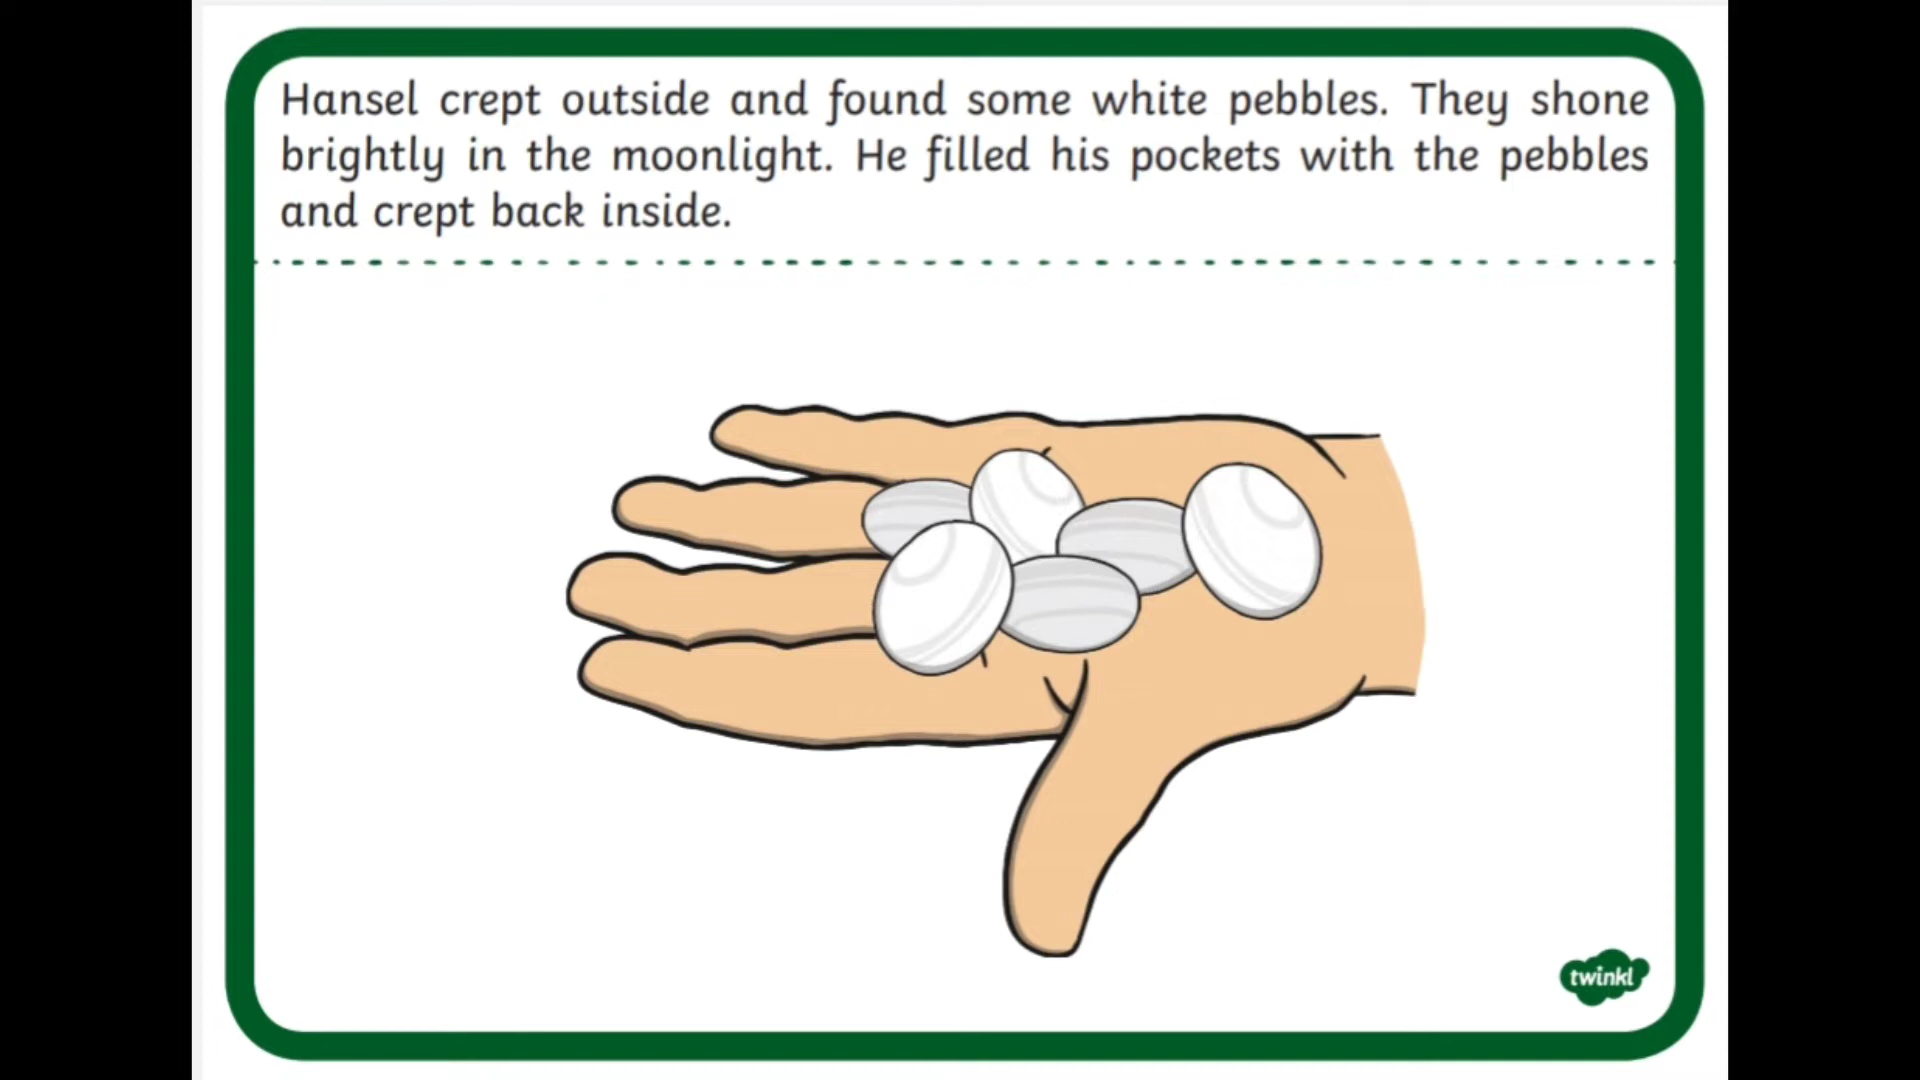 Hansel crept outside and found some white pebbles. They shone
brightly in the moonlight. He filled his pockets with the pebbles
and crept back inside.
twinkl